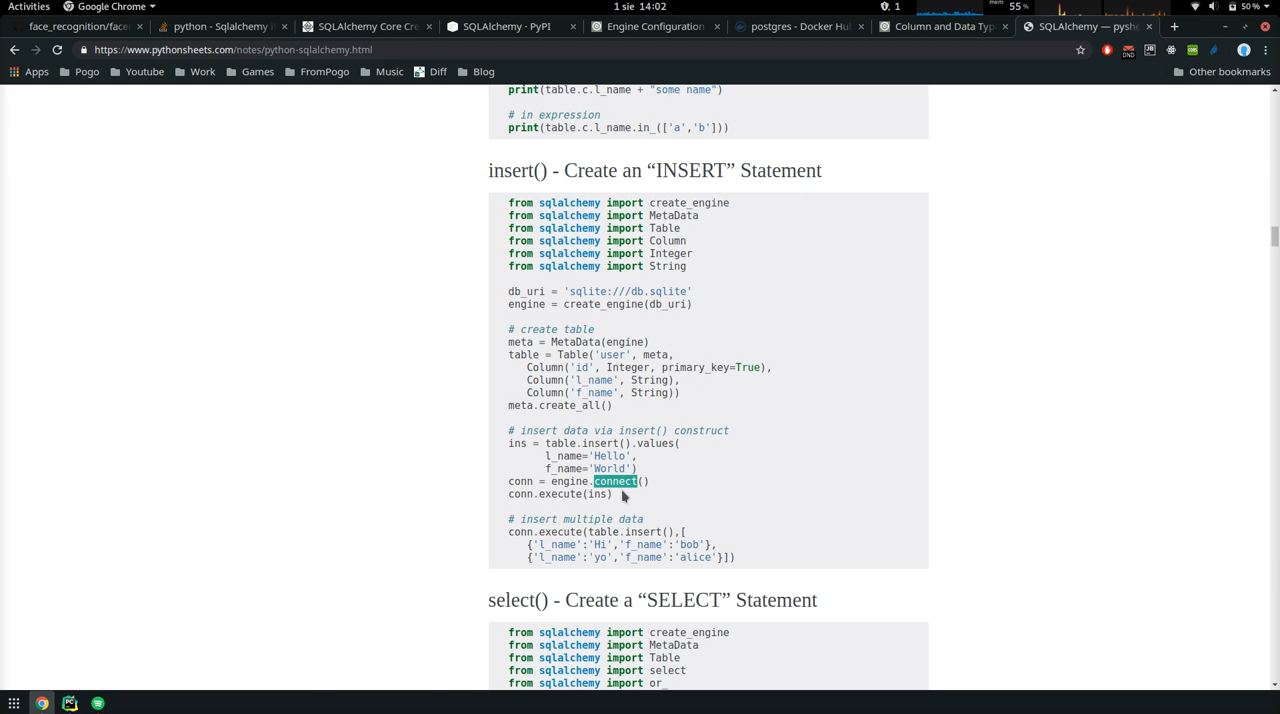 Activities
Google Chrome
1 sie 14:02
1
mem
55 %
50 %
face_recognition/face
python - Sqlalchemy i
SQLAlchemy Core Cre
SQLAlchemy · PyPI
Engine Configuration
postgres - Docker Hu
Column and Data Typ
SQLAlchemy — pysh
https://www.pythonsheets.com/notes/python-sqlalchemy.html
Apps
Pogo
Youtube
Work
Games
FromPogo
Music
Diff
Blog
Other bookmarks
print(table.c.l_name + "some name")
# in expression
print(table.c.l_name.in_(['a','b']))
insert() - Create an “INSERT” Statement
from sqlalchemy import create_engine
from sqlalchemy import MetaData
from sqlalchemy import Table
from sqlalchemy import Column
from sqlalchemy import Integer
from sqlalchemy import String
db_uri = 'sqlite:///db.sqlite'
engine = create_engine(db_uri)
# create table
meta = MetaData(engine)
table = Table('user', meta,
Column('id', Integer, primary_key=True),
Column('l_name', String),
Column('f_name', String))
meta.create_all()
# insert data via insert() construct
ins = table.insert().values(
l_name='Hello',
f_name='World')
conn = engine.connect()
conn.execute(ins)
# insert multiple data
conn.execute(table.insert(),[
{'l_name':'Hi','f_name':'bob'},
{'l_name':'yo','f_name':'alice'}])
select() - Create a “SELECT” Statement
from sqlalchemy import create_engine
from sqlalchemy import MetaData
from sqlalchemy import Table
from sqlalchemy import select
from sqlalchemy import or_